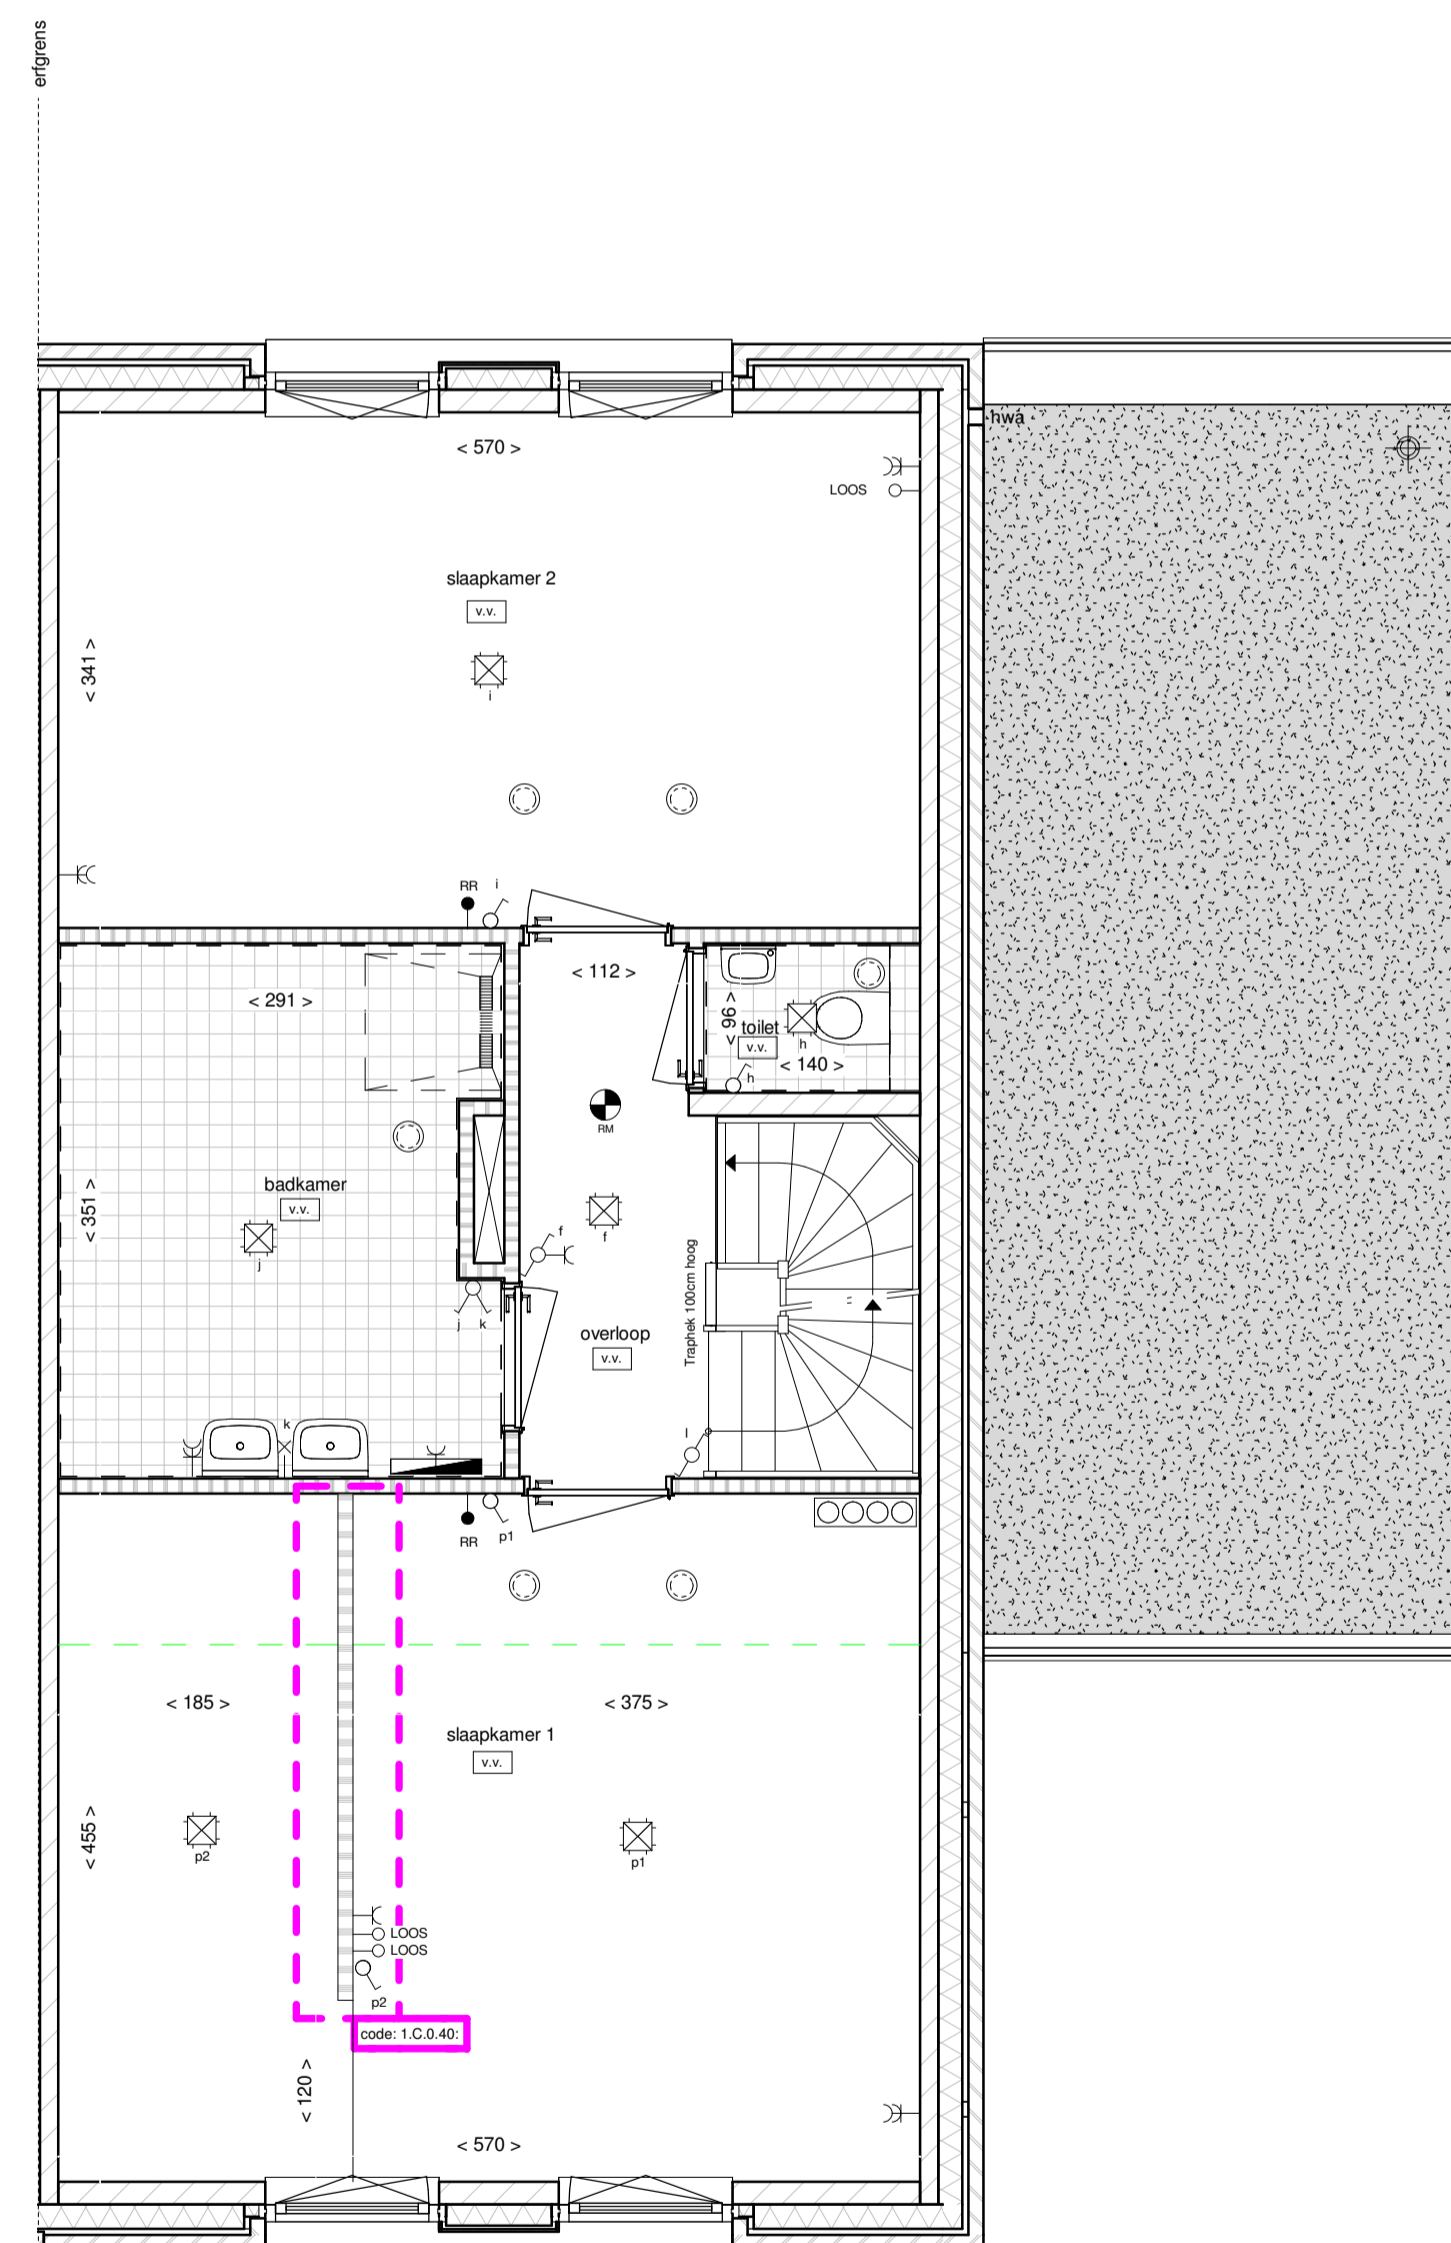 erfgrens
hwa
< 570 >
LOOS
slaapkamer 2
v.v.
< 341 >
i
RR
i
< 291 >
< 112 >
< 96 >
toilet
v.v.
h
< 140 >
h
RM
badkamer
v.v.
< 351 >
j
f
f
j
k
overloop
v.v.
Traphek 100cm hoog
k
l
RR
p1
< 185 >
< 375 >
slaapkamer 1
v.v.
< 455 >
p2
p1
LOOS
LOOS
p2
code: 1.C.0.40:
< 120 >
< 570 >